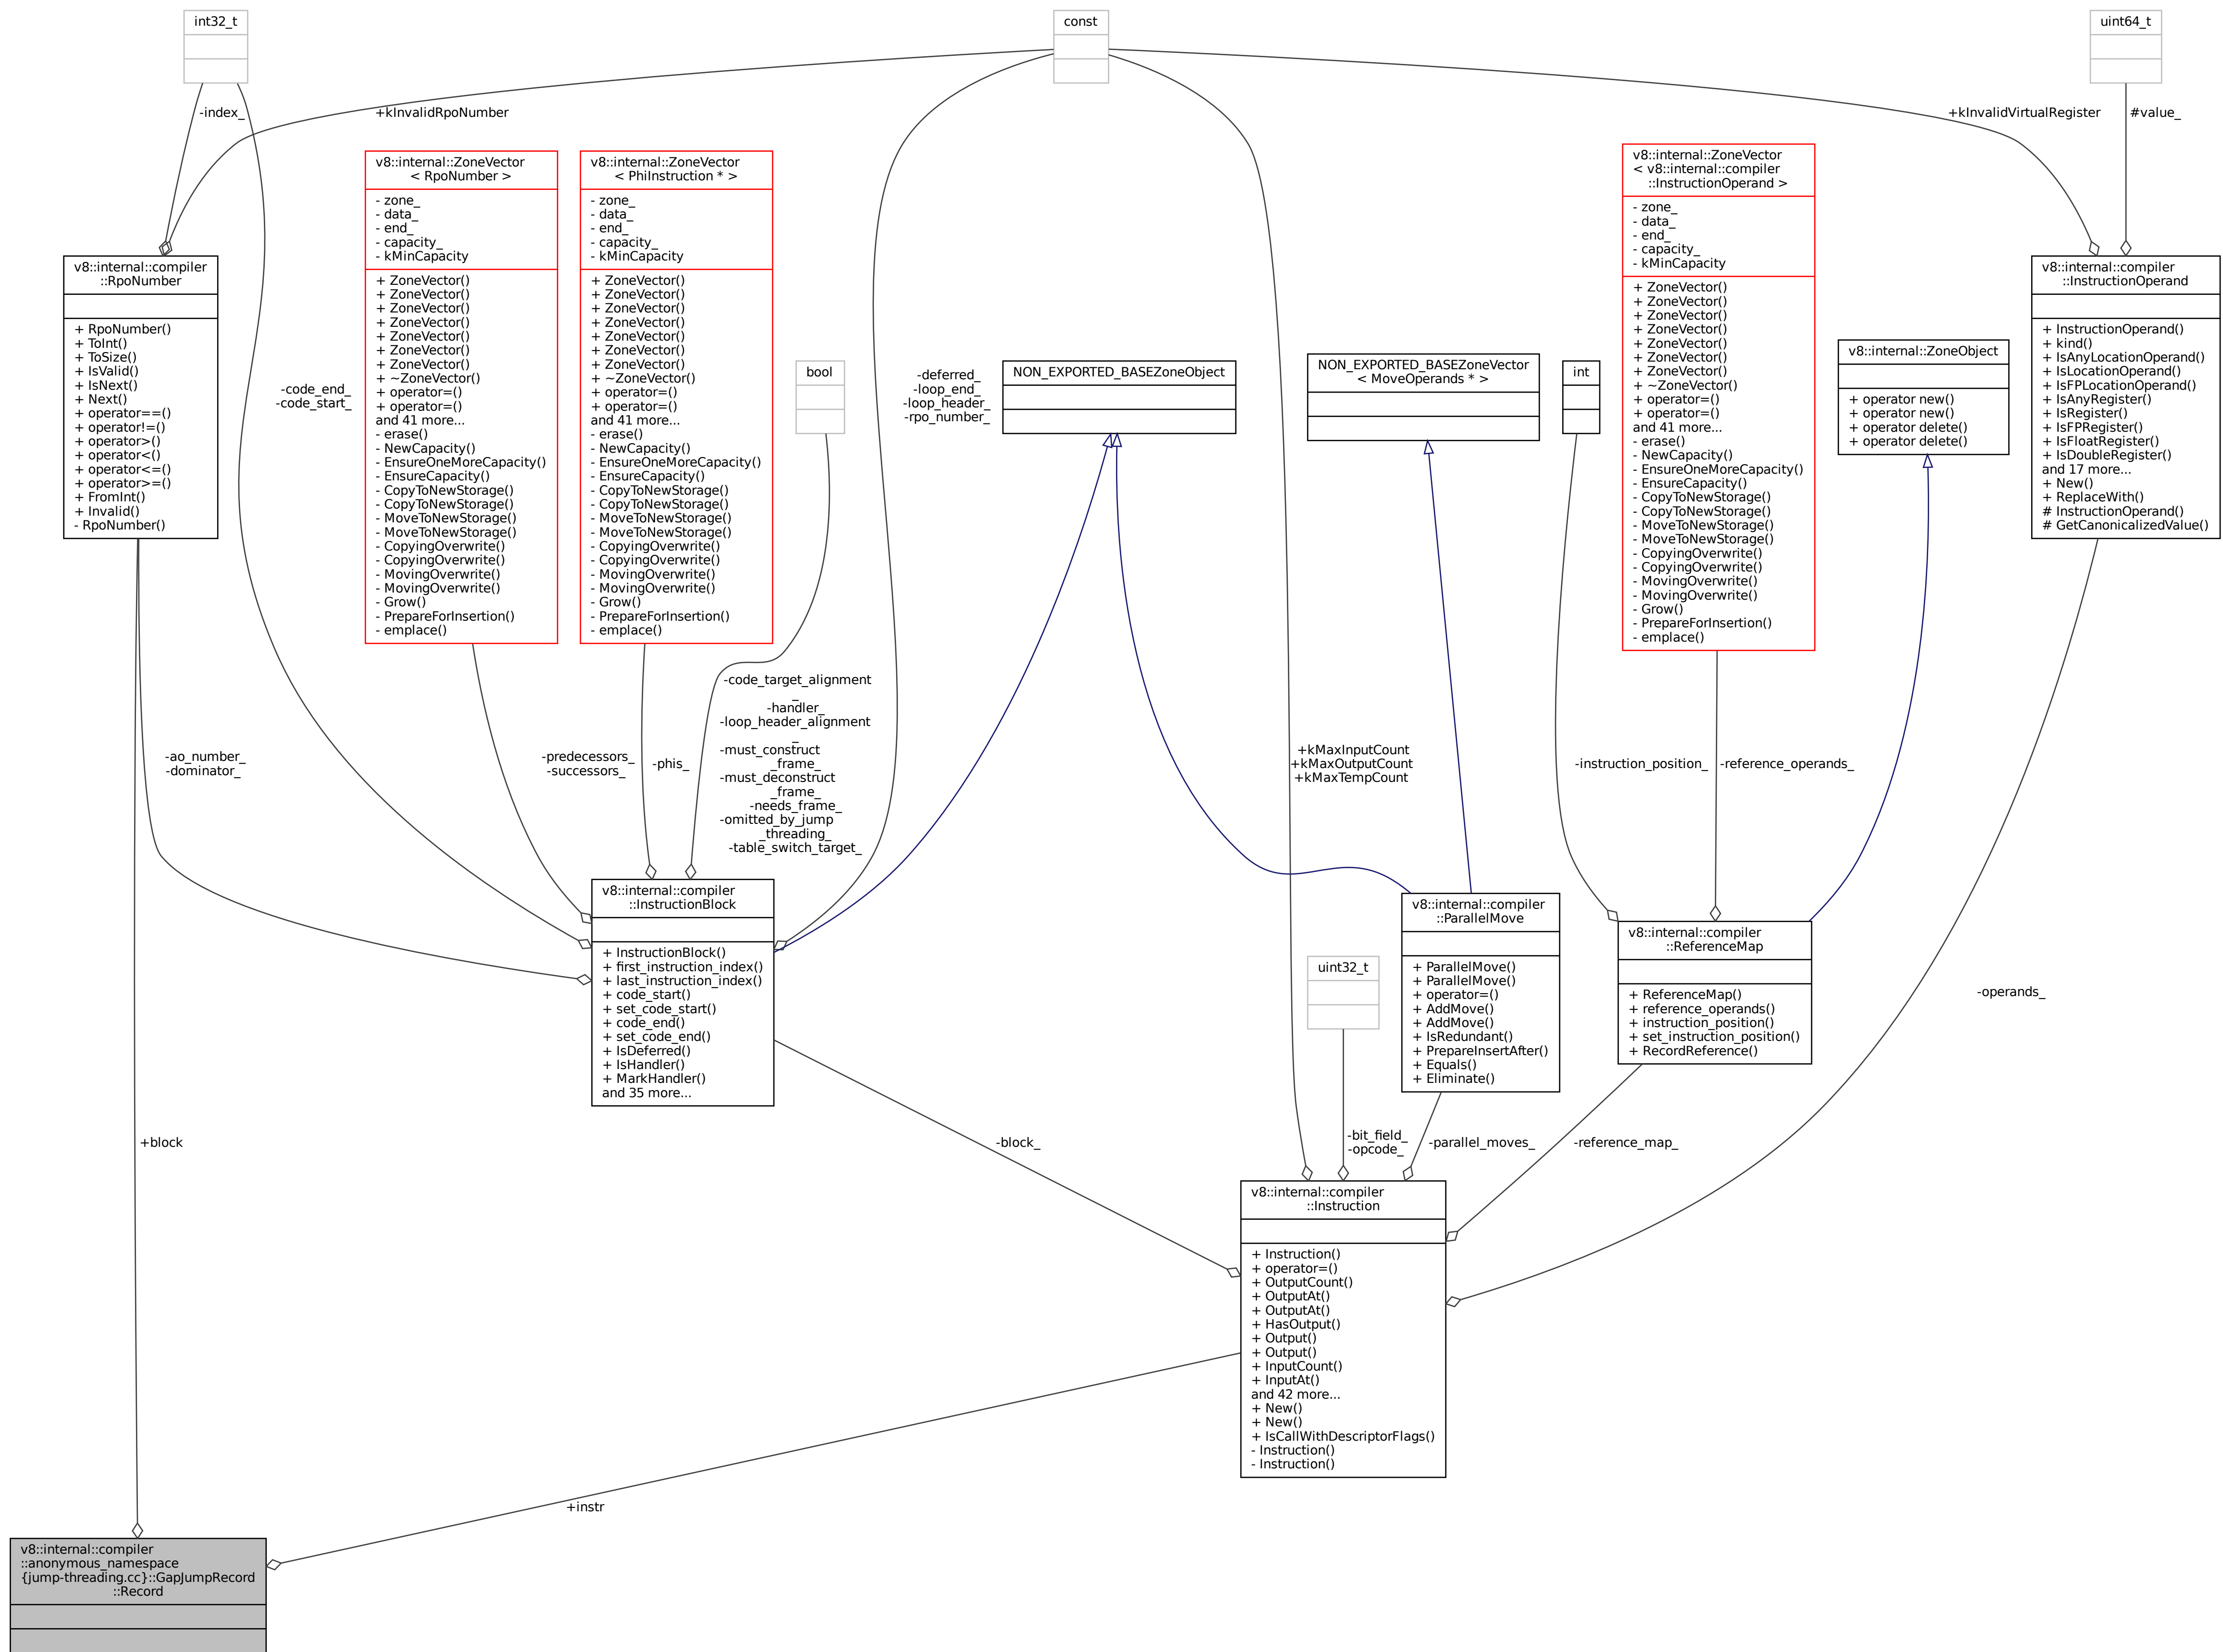 int32_t
const
uint64_t
-index_
+kInvalidRpoNumber
+kInvalidVirtualRegister
#value_
v8::internal::compiler
::RpoNumber
+ RpoNumber()
+ ToInt()
+ ToSize()
+ IsValid()
+ IsNext()
+ Next()
+ operator==()
+ operator!=()
+ operator>()
+ operator<()
+ operator<=()
+ operator>=()
+ FromInt()
+ Invalid()
- RpoNumber()
-code_end_
-code_start_
v8::internal::ZoneVector
< RpoNumber >
- zone_
- data_
- end_
- capacity_
- kMinCapacity
+ ZoneVector()
+ ZoneVector()
+ ZoneVector()
+ ZoneVector()
+ ZoneVector()
+ ZoneVector()
+ ZoneVector()
+ ~ZoneVector()
+ operator=()
+ operator=()
and 41 more...
- erase()
- NewCapacity()
- EnsureOneMoreCapacity()
- EnsureCapacity()
- CopyToNewStorage()
- CopyToNewStorage()
- MoveToNewStorage()
- MoveToNewStorage()
- CopyingOverwrite()
- CopyingOverwrite()
- MovingOverwrite()
- MovingOverwrite()
- Grow()
- PrepareForInsertion()
- emplace()
v8::internal::ZoneVector
< PhiInstruction * >
- zone_
- data_
- end_
- capacity_
- kMinCapacity
+ ZoneVector()
+ ZoneVector()
+ ZoneVector()
+ ZoneVector()
+ ZoneVector()
+ ZoneVector()
+ ZoneVector()
+ ~ZoneVector()
+ operator=()
+ operator=()
and 41 more...
- erase()
- NewCapacity()
- EnsureOneMoreCapacity()
- EnsureCapacity()
- CopyToNewStorage()
- CopyToNewStorage()
- MoveToNewStorage()
- MoveToNewStorage()
- CopyingOverwrite()
- CopyingOverwrite()
- MovingOverwrite()
- MovingOverwrite()
- Grow()
- PrepareForInsertion()
- emplace()
bool
-deferred_
-loop_end_
-loop_header_
-rpo_number_
NON_EXPORTED_BASEZoneObject
NON_EXPORTED_BASEZoneVector
< MoveOperands * >
int
v8::internal::ZoneVector
< v8::internal::compiler
::InstructionOperand >
- zone_
- data_
- end_
- capacity_
- kMinCapacity
+ ZoneVector()
+ ZoneVector()
+ ZoneVector()
+ ZoneVector()
+ ZoneVector()
+ ZoneVector()
+ ZoneVector()
+ ~ZoneVector()
+ operator=()
+ operator=()
and 41 more...
- erase()
- NewCapacity()
- EnsureOneMoreCapacity()
- EnsureCapacity()
- CopyToNewStorage()
- CopyToNewStorage()
- MoveToNewStorage()
- MoveToNewStorage()
- CopyingOverwrite()
- CopyingOverwrite()
- MovingOverwrite()
- MovingOverwrite()
- Grow()
- PrepareForInsertion()
- emplace()
v8::internal::ZoneObject
+ operator new()
+ operator new()
+ operator delete()
+ operator delete()
v8::internal::compiler
::InstructionOperand
+ InstructionOperand()
+ kind()
+ IsAnyLocationOperand()
+ IsLocationOperand()
+ IsFPLocationOperand()
+ IsAnyRegister()
+ IsRegister()
+ IsFPRegister()
+ IsFloatRegister()
+ IsDoubleRegister()
and 17 more...
+ New()
+ ReplaceWith()
# InstructionOperand()
# GetCanonicalizedValue()
-ao_number_
-dominator_
-predecessors_
-successors_
-phis_
-code_target_alignment
_
-handler_
-loop_header_alignment
_
-must_construct
_frame_
-must_deconstruct
_frame_
-needs_frame_
-omitted_by_jump
_threading_
-table_switch_target_
+kMaxInputCount
+kMaxOutputCount
+kMaxTempCount
-instruction_position_
-reference_operands_
v8::internal::compiler
::InstructionBlock
+ InstructionBlock()
+ first_instruction_index()
+ last_instruction_index()
+ code_start()
+ set_code_start()
+ code_end()
+ set_code_end()
+ IsDeferred()
+ IsHandler()
+ MarkHandler()
and 35 more...
uint32_t
v8::internal::compiler
::ParallelMove
+ ParallelMove()
+ ParallelMove()
+ operator=()
+ AddMove()
+ AddMove()
+ IsRedundant()
+ PrepareInsertAfter()
+ Equals()
+ Eliminate()
v8::internal::compiler
::ReferenceMap
+ ReferenceMap()
+ reference_operands()
+ instruction_position()
+ set_instruction_position()
+ RecordReference()
-operands_
+block
-block_
-bit_field_
-opcode_
-parallel_moves_
-reference_map_
v8::internal::compiler
::Instruction
+ Instruction()
+ operator=()
+ OutputCount()
+ OutputAt()
+ OutputAt()
+ HasOutput()
+ Output()
+ Output()
+ InputCount()
+ InputAt()
and 42 more...
+ New()
+ New()
+ IsCallWithDescriptorFlags()
- Instruction()
- Instruction()
+instr
v8::internal::compiler
::anonymous_namespace
{jump-threading.cc}::GapJumpRecord
::Record